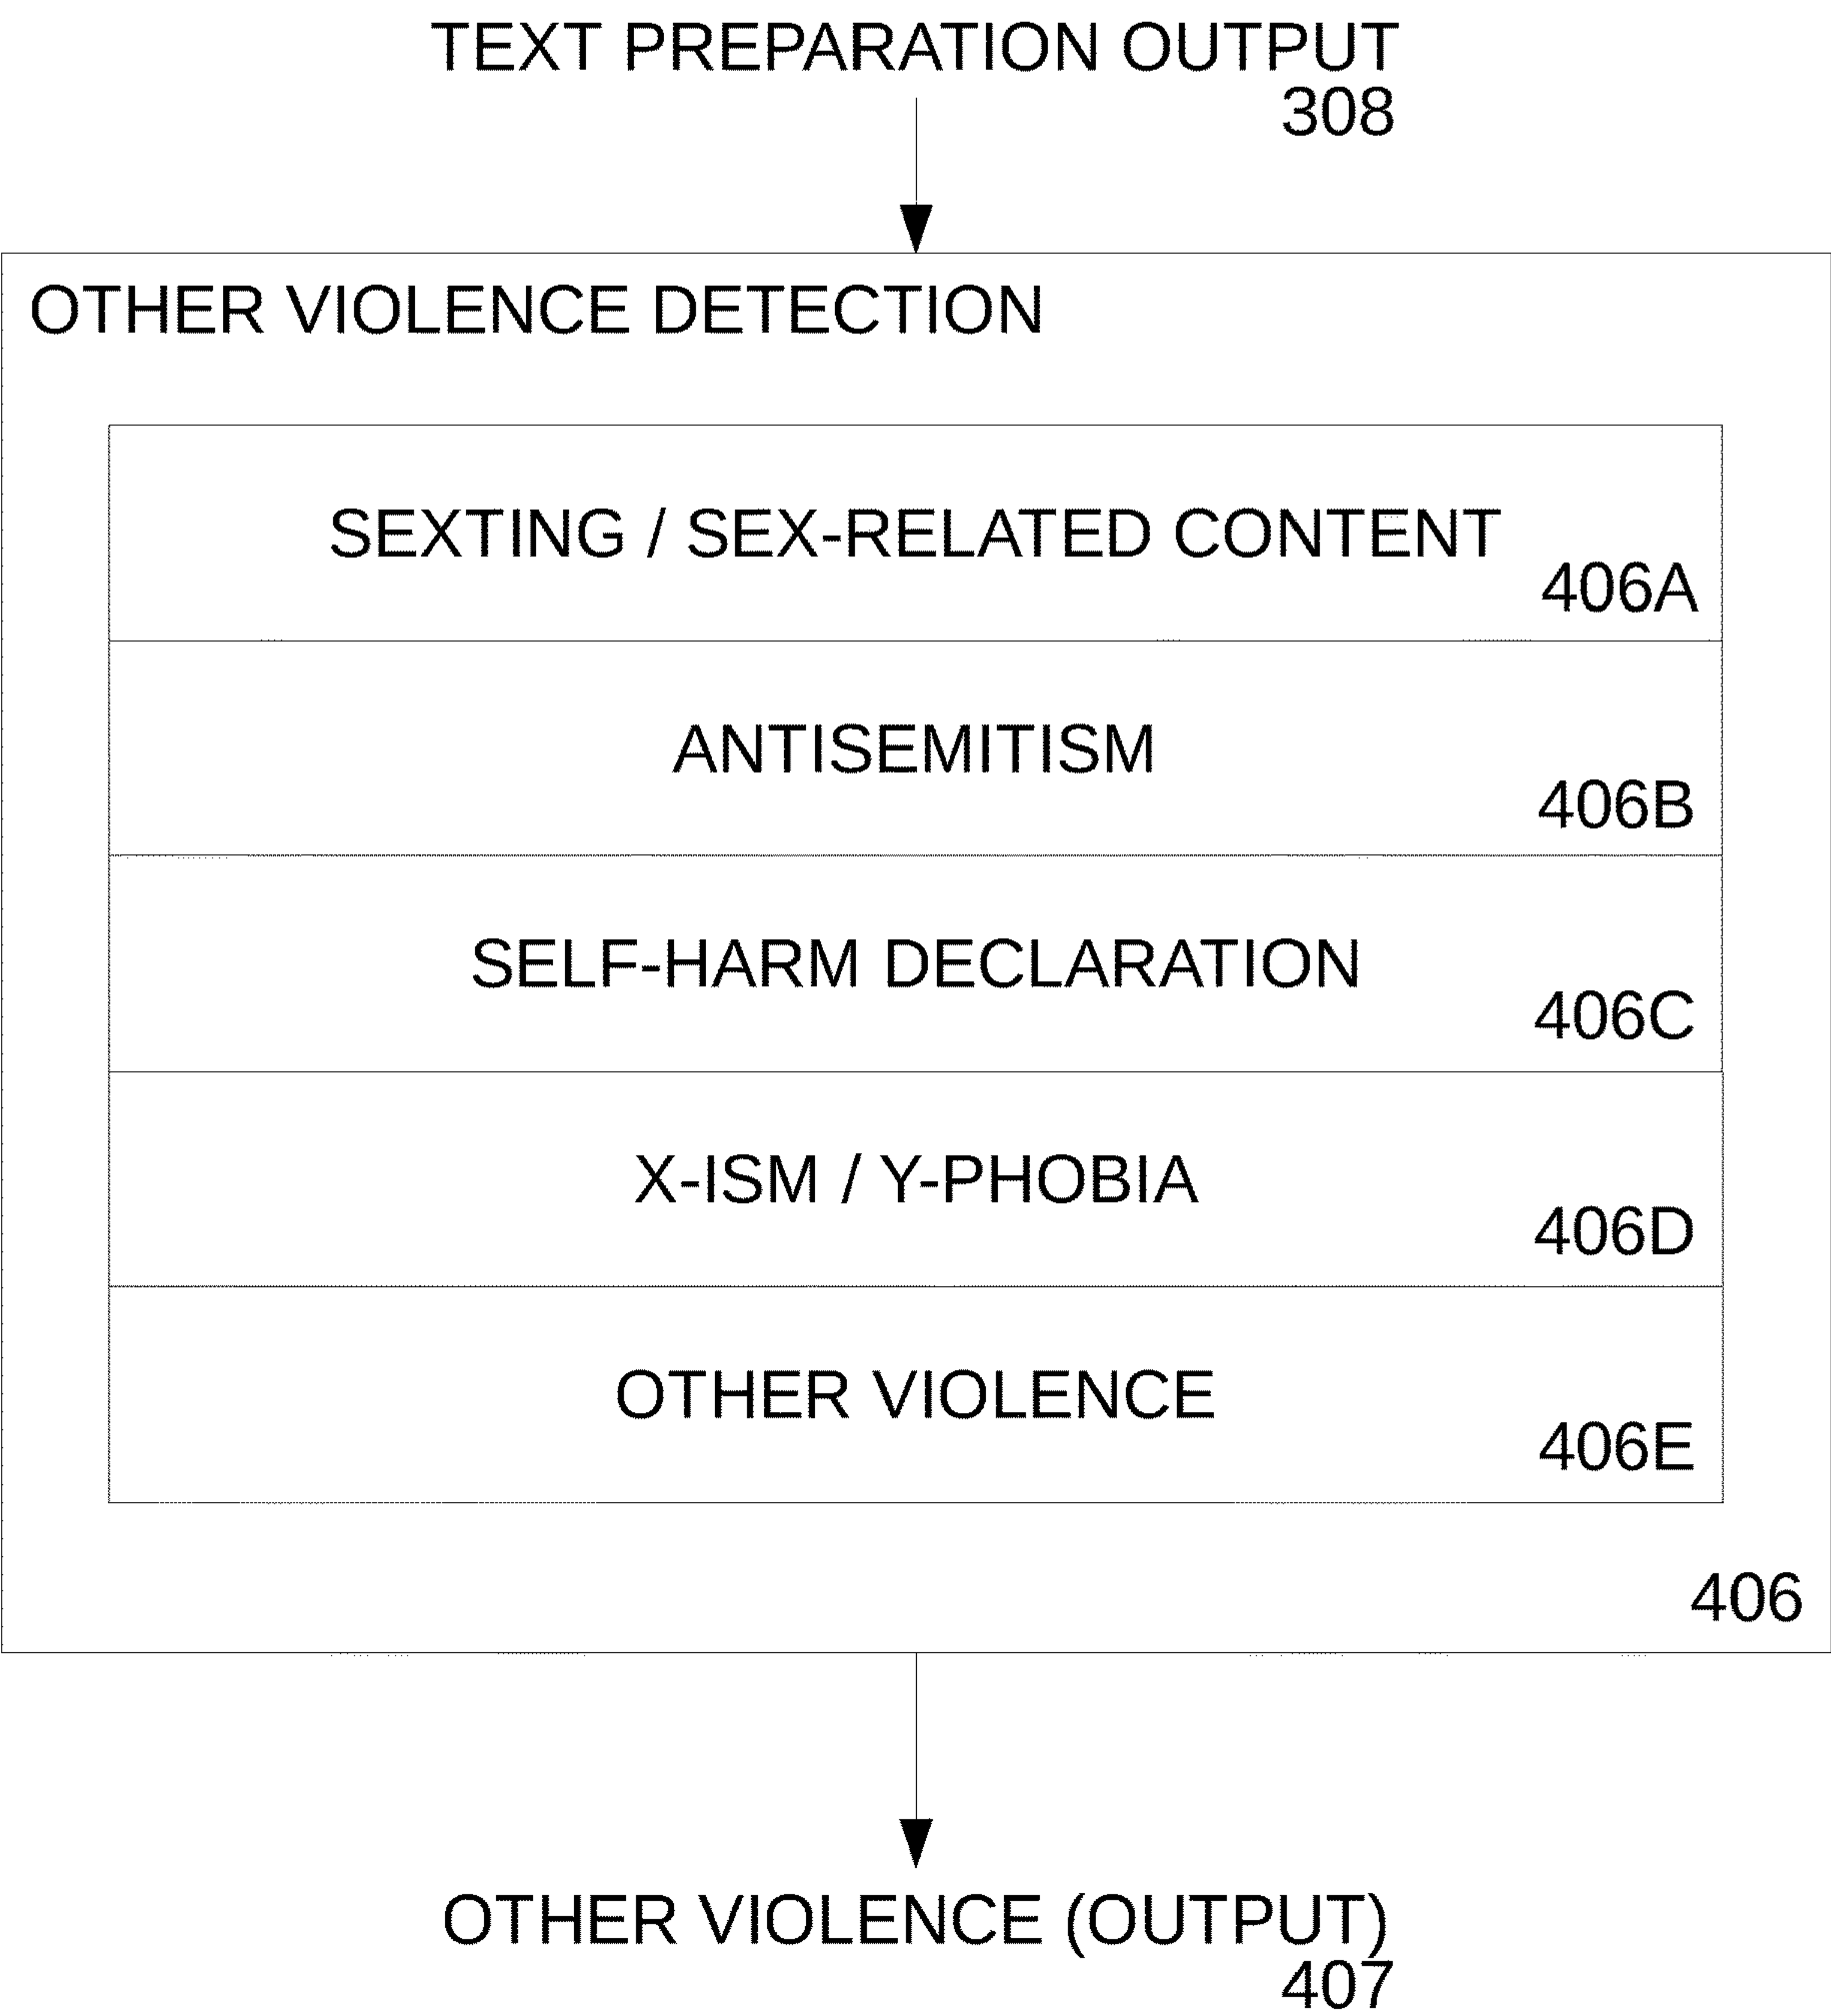 TEXT PREPARATION OUTPUT
308
OTHER VIOLENCE DETECTION
SEXTING / SEX-RELATED CONTENT
406A
ANTISEMITISM
406B
SELF-HARM DECLARATION
406C
X-ISM / Y-PHOBIA
406D
OTHER VIOLENCE
406E
406
OTHER VIOLENCE (OUTPUT)
407